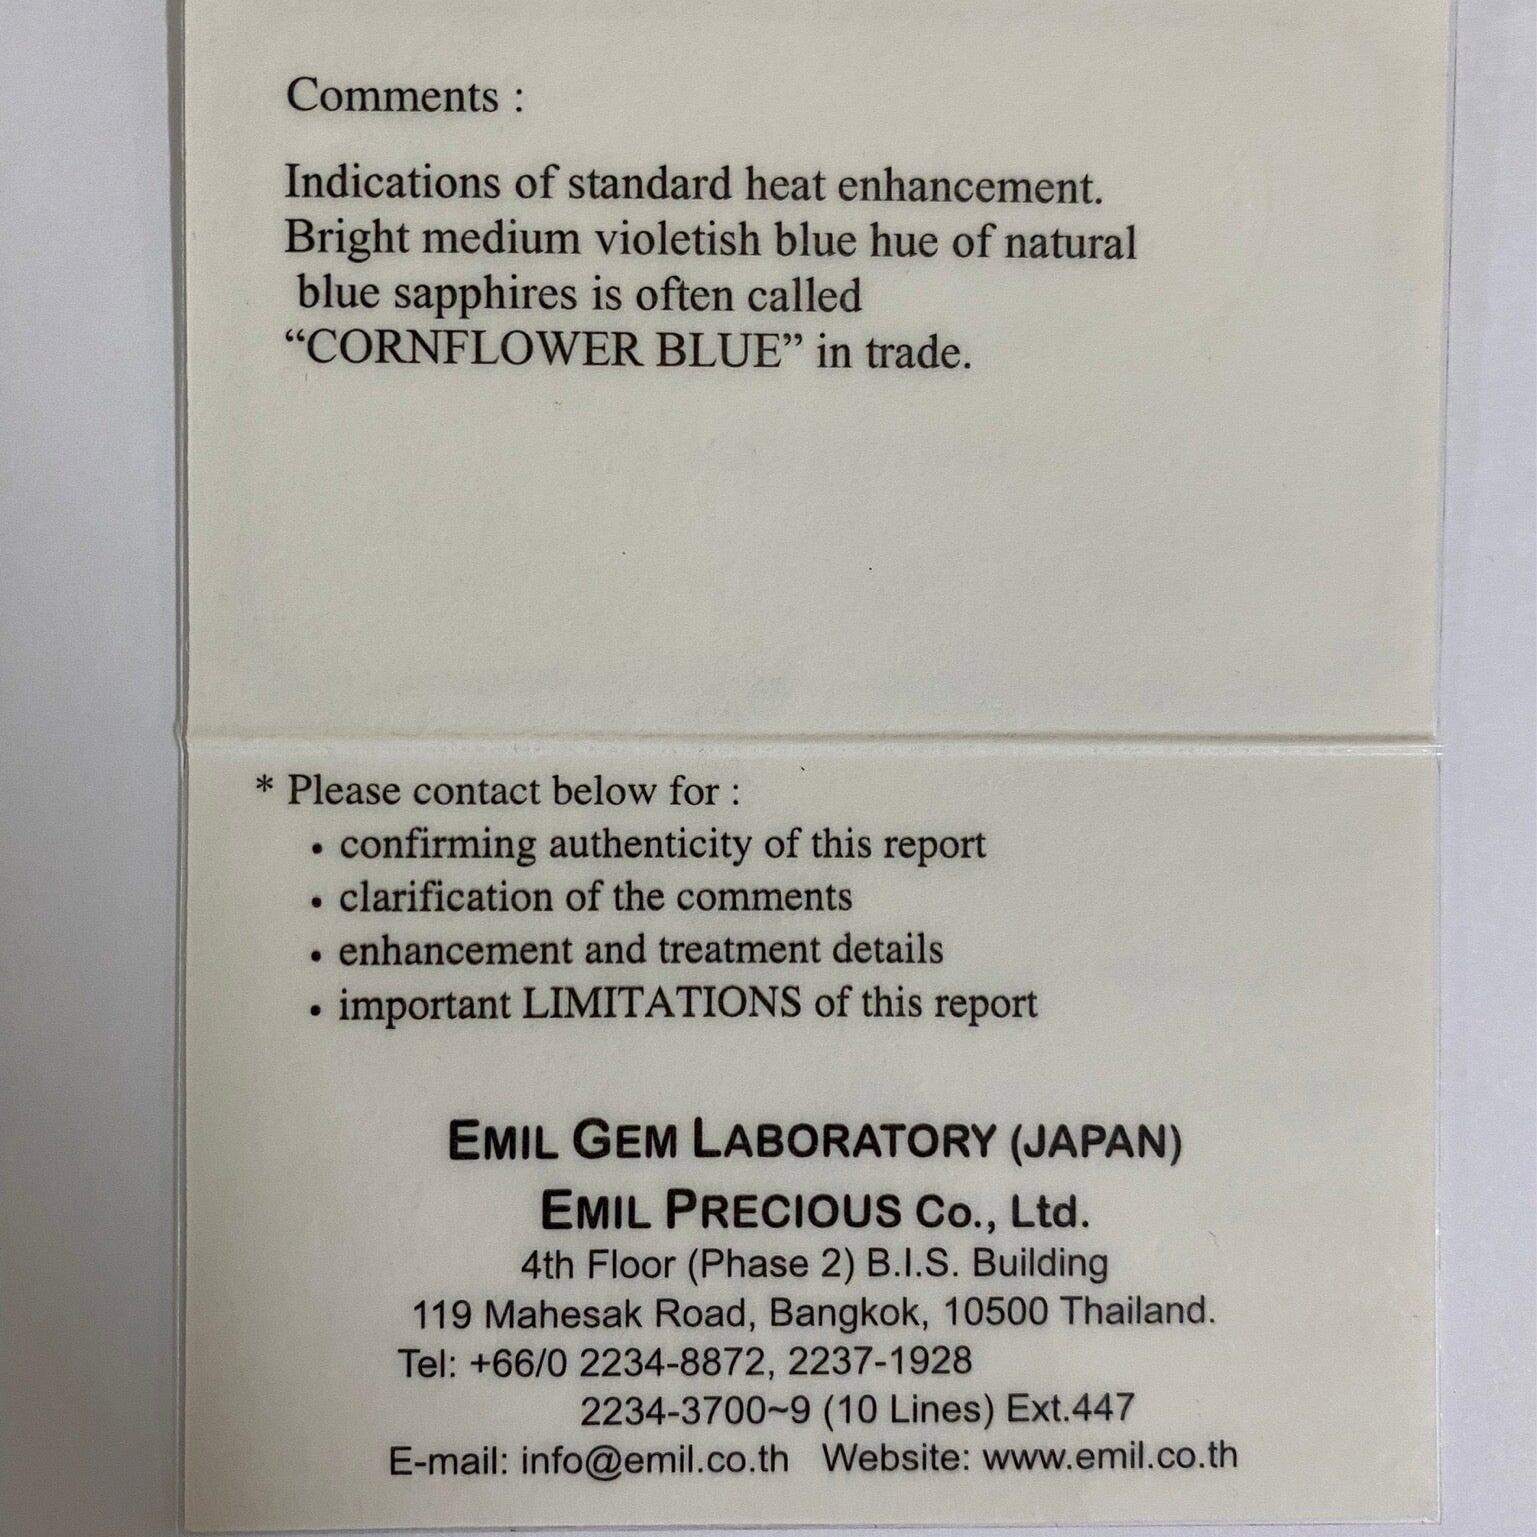 Comments :
Indications of standard heat enhancement.
Bright medium violetish blue hue of natural
blue sapphires is often called
“CORNFLOWER BLUE” in trade.
* Please contact below for :
• confirming authenticity of this report
• clarification of the comments
• enhancement and treatment details
• important LIMITATIONS of this report
EMIL GEM LABORATORY (JAPAN)
EMIL PRECIOUS Co., Ltd.
4th Floor (Phase 2) B.I.S. Building
119 Mahesak Road, Bangkok, 10500 Thailand.
Tel: +66/0 2234-8872, 2237-1928
2234-3700~9 (10 Lines) Ext.447
E-mail: info@emil.co.th Website: www.emil.co.th